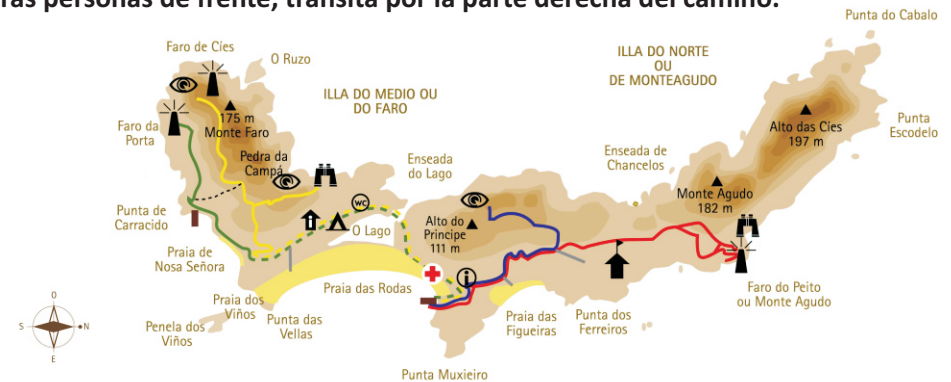 ras personas de frente, transita por la parte derecha del camino.
Punta do Cabalo
Faro de Cíes
O Ruzo
ILLA DO NORTE
OU
DE MONTEAGUDO
ILLA DO MEDIO OU
DO FARO
175 m
Monte Faro
Faro da
Porta
Alto das Cíes
197 m
Punta
Escodelo
Pedra da
Campá
Enseada
do Lago
Enseada de
Chancelos
Monte Agudo
182 m
wc
Punta de
Carracido
i
O Lago
Alto do
Principe
111 m
Praia de
Nosa Señora
i
Praia das Rodas
Faro do Peito
ou Monte Agudo
Praia dos
Viños
Punta das
Vellas
Praia das
Figueiras
Punta dos
Ferreiros
Penela dos
Viños
O
S
N
E
Punta Muxieiro